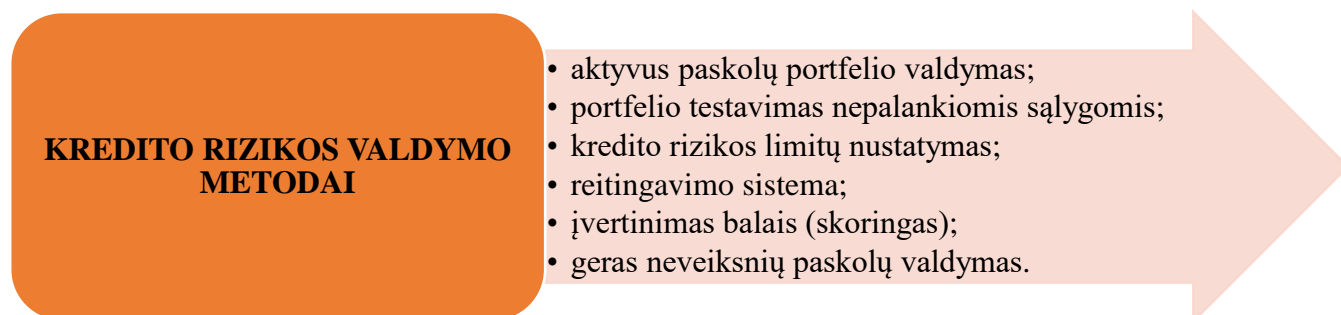 KREDITO RIZIKOS VALDYMO
METODAI
• aktyvus paskolų portfelio valdymas;
• portfelio testavimas nepalankiomis sąlygomis;
• kredito rizikos limitų nustatymas;
• reitingavimo sistema;
• įvertinimas balais (skoringas);
• geras neveiksnių paskolų valdymas.